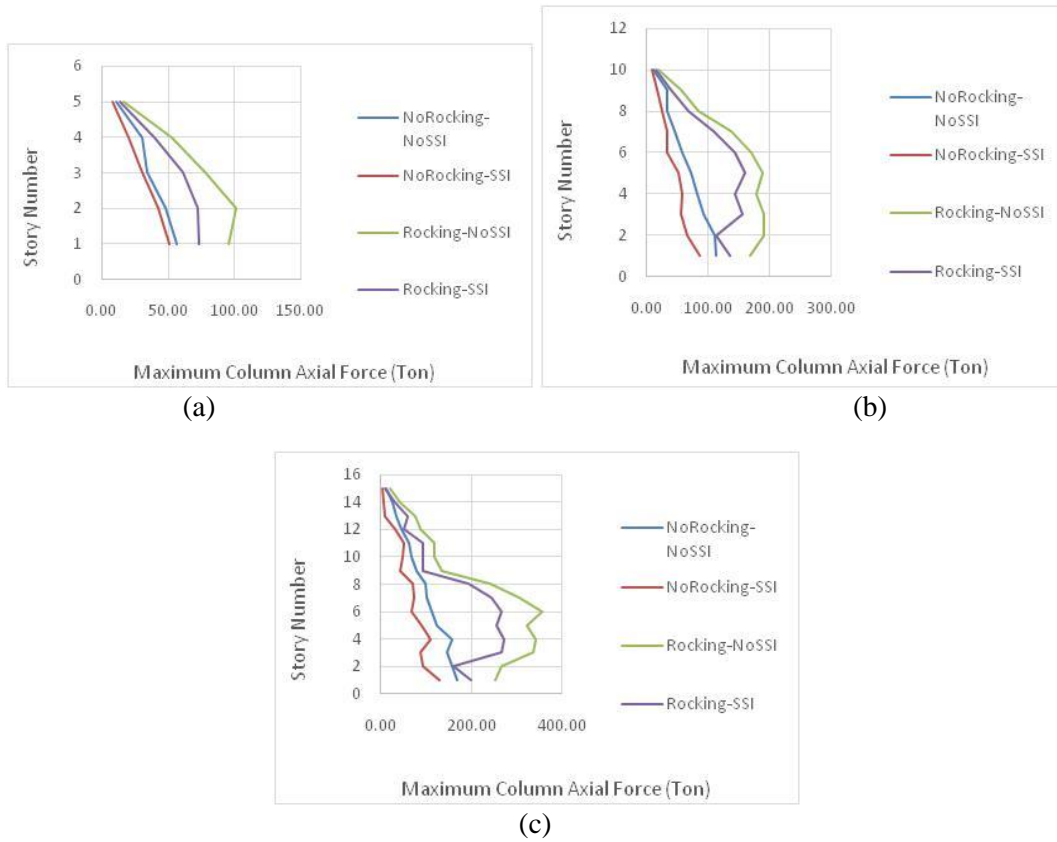 6
5
4
3
2
1
0
Story Number
0.00 50.00 100.00 150.00
Maximum Column Axial Force (Ton)
NoRocking-
NoSSI
NoRocking-SSI
Rocking-NoSSI
Rocking-SSI
(a)
12
10
8
6
4
2
0
Story Number
0.00 100.00 200.00 300.00
Maximum Column Axial Force (Ton)
NoRocking-
NoSSI
NoRocking-SSI
Rocking-NoSSI
Rocking-SSI
(b)
16
14
12
10
8
6
4
2
0
Story Number
0.00 200.00 400.00
Maximum Column Axial Force (Ton)
NoRocking-
NoSSI
NoRocking-SSI
Rocking-NoSSI
Rocking-SSI
(c)